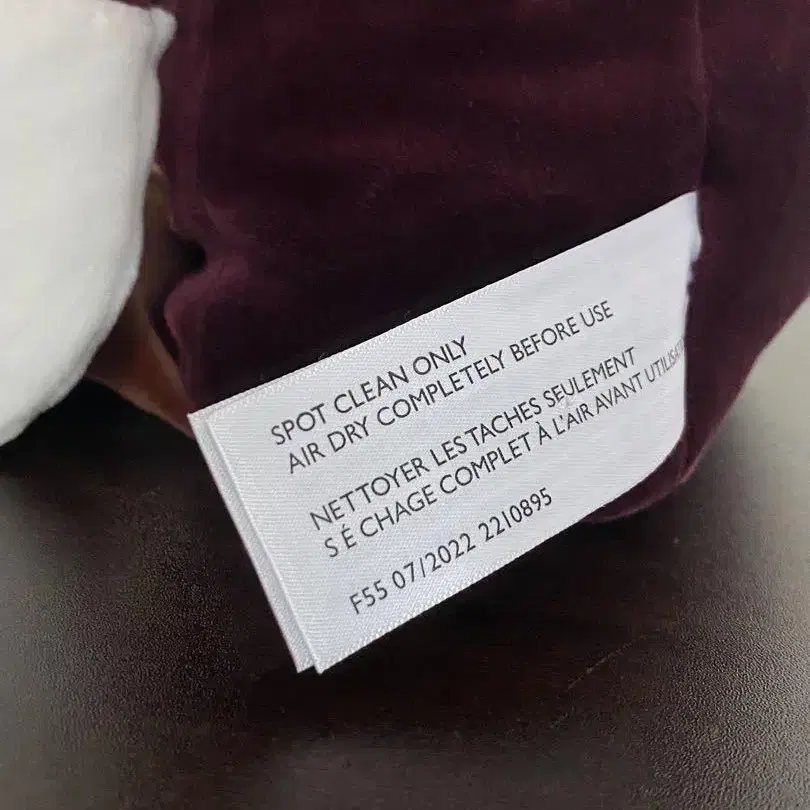 SPOT CLEAN ONLY
AIR DRY COMPLETELY BEFORE USE
NETTOYER LES TACHES SEULEMENT
S É CHAGE COMPLET À L'AIR AVANT
F55 07/2022 2210895